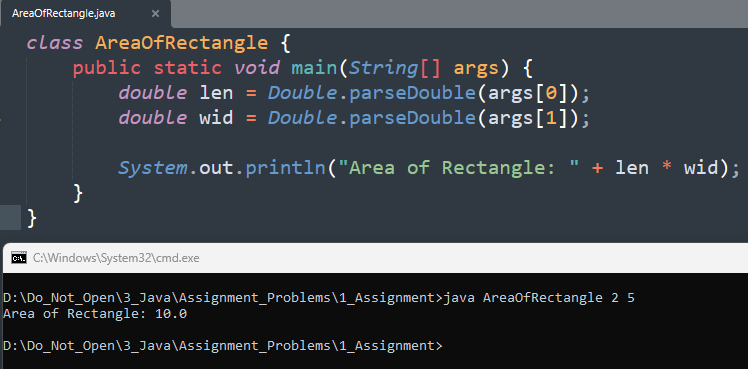 AreaOfRectangle.java ×
class AreaOfRectangle {
    public static void main(String[] args) {
        double len = Double.parseDouble(args[0]);
        double wid = Double.parseDouble(args[1]);

        System.out.println("Area of Rectangle: " + len * wid);
    }
}
C:\Windows\System32\cmd.exe
D:\Do_Not_Open\3_Java\Assignment_Problems\1_Assignment>java AreaOfRectangle 2 5
Area of Rectangle: 10.0

D:\Do_Not_Open\3_Java\Assignment_Problems\1_Assignment>